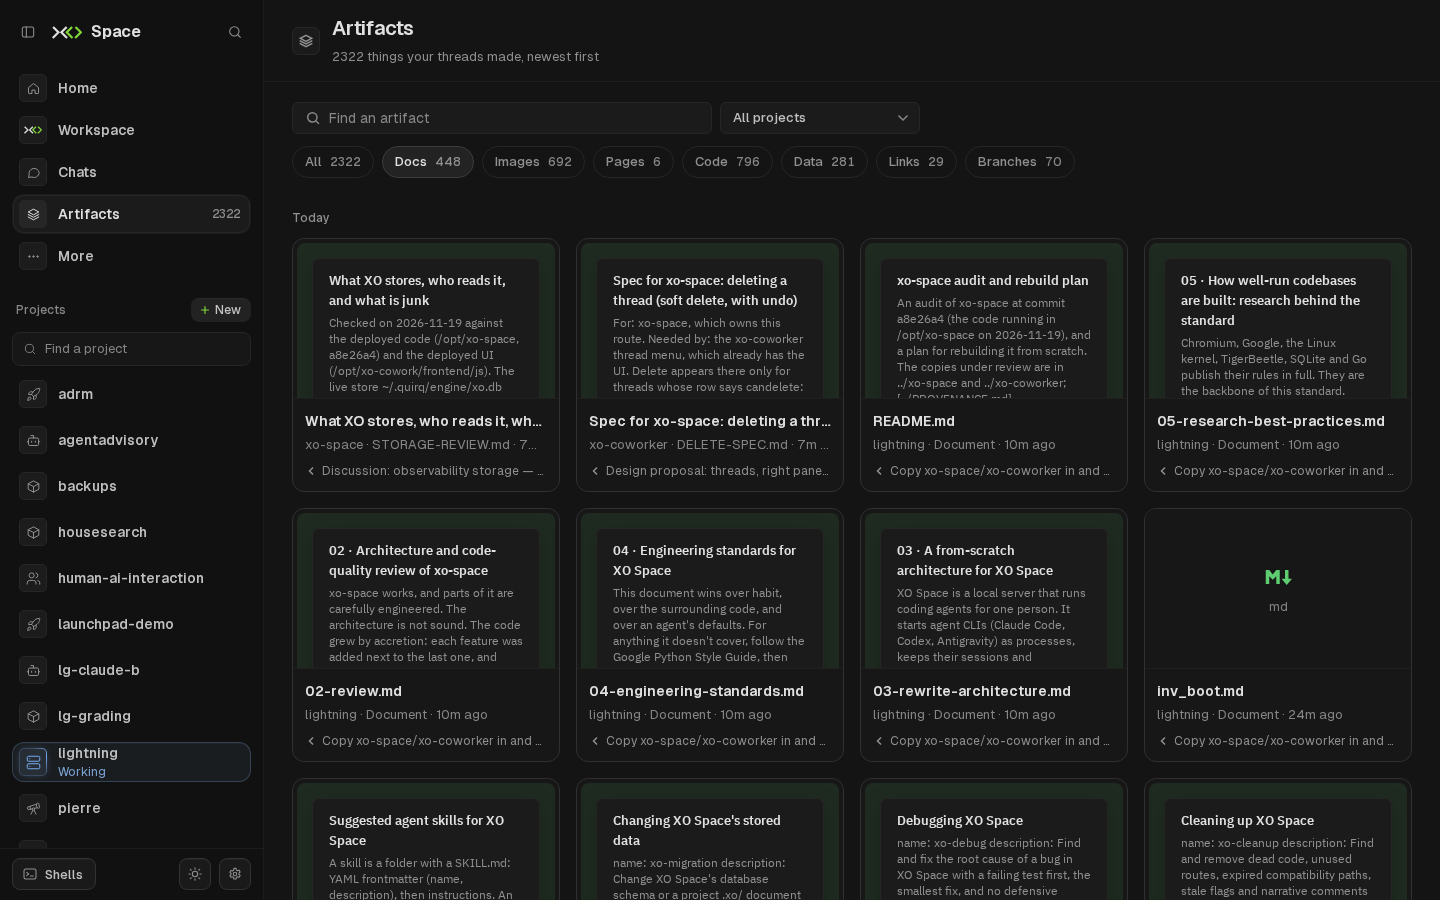 Space
Home
Workspace
Chats
Artifacts 2322
More
Projects
+ New
Find a project
adrm
agentadvisory
backups
housesearch
human-ai-interaction
launchpad-demo
lg-claude-b
lg-grading
lightning
Working
pierre
Shells
Artifacts
2322 things your threads made, newest first
Find an artifact
All projects
All 2322
Docs 448
Images 692
Pages 6
Code 796
Data 281
Links 29
Branches 70
Today
What XO stores, who reads it,
and what is junk
Checked on 2026-11-19 against
the deployed code (/opt/xo-space,
a8e26a4) and the deployed UI
(/opt/xo-cowork/frontend/js). The
live store ~/.quirq/engine/xo.db
What XO stores, who reads it, wh...
xo-space · STORAGE-REVIEW.md · 7...
Discussion: observability storage — ...
Spec for xo-space: deleting a
thread (soft delete, with undo)
For: xo-space, which owns this
route. Needed by: the xo-coworker
thread menu, which already has the
UI. Delete appears there only for
threads whose row says candelete:
Spec for xo-space: deleting a thr...
xo-coworker · DELETE-SPEC.md · 7m ...
Design proposal: threads, right pane...
xo-space audit and rebuild plan
An audit of xo-space at commit
a8e26a4 (the code running in
/opt/xo-space on 2026-11-19), and
a plan for rebuilding it from scratch.
The copies under review are in
../xo-space and ../xo-coworker;
[../PROVENANCE.md]
README.md
lightning · Document · 10m ago
Copy xo-space/xo-coworker in and ...
05 · How well-run codebases
are built: research behind the
standard
Chromium, Google, the Linux
kernel, TigerBeetle, SQLite and Go
publish their rules in full. They are
the backbone of this standard.
05-research-best-practices.md
lightning · Document · 10m ago
Copy xo-space/xo-coworker in and ...
02 · Architecture and code-
quality review of xo-space
xo-space works, and parts of it are
carefully engineered. The
architecture is not sound. The code
grew by accretion: each feature was
added next to the last one, and
02-review.md
lightning · Document · 10m ago
Copy xo-space/xo-coworker in and ...
04 · Engineering standards for
XO Space
This document wins over habit,
over the surrounding code, and
over an agent's defaults. For
anything it doesn't cover, follow the
Google Python Style Guide, then
04-engineering-standards.md
lightning · Document · 10m ago
Copy xo-space/xo-coworker in and ...
03 · A from-scratch
architecture for XO Space
XO Space is a local server that runs
coding agents for one person. It
starts agent CLIs (Claude Code,
Codex, Antigravity) as processes,
keeps their sessions and
03-rewrite-architecture.md
lightning · Document · 10m ago
Copy xo-space/xo-coworker in and ...
M↓
md
inv_boot.md
lightning · Document · 24m ago
Copy xo-space/xo-coworker in and ...
Suggested agent skills for XO
Space
A skill is a folder with a SKILL.md:
YAML frontmatter (name,
description), then instructions. An
Changing XO Space's stored
data
name: xo-migration description:
Change XO Space's database
schema or a project .xo/ document
Debugging XO Space
name: xo-debug description: Find
and fix the root cause of a bug in
XO Space with a failing test first, the
smallest fix, and no defensive
Cleaning up XO Space
name: xo-cleanup description: Find
and remove dead code, unused
routes, expired compatibility paths,
stale flags and narrative comments